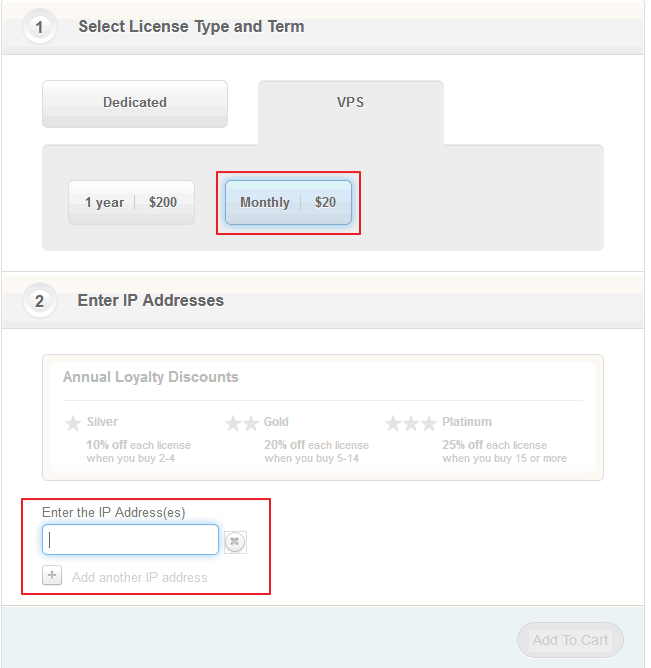 1 Select License Type and Term
Dedicated VPS
1 year $200 Monthly $20
2 Enter IP Addresses
Annual Loyalty Discounts
Silver Gold Platinum
10% off each license 20% off each license 25% off each license
when you buy 2-4 when you buy 5-14 when you buy 15 or more
Enter the IP Address(es)
Add another IP address
Add To Cart